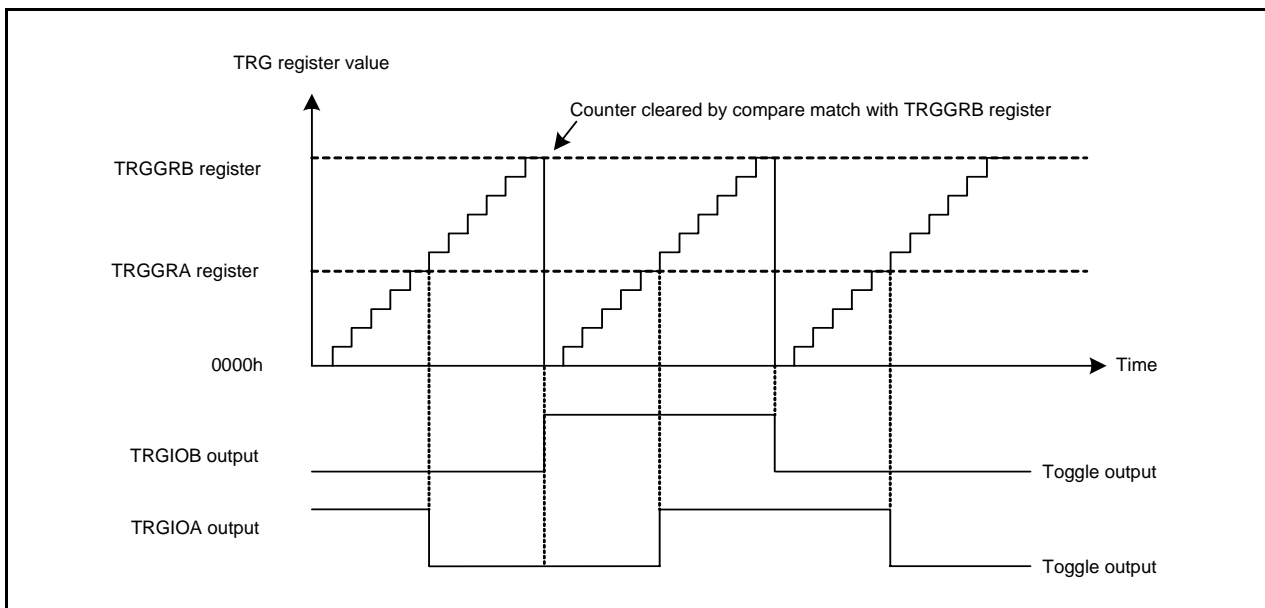 TRG register value
Counter cleared by compare match with TRGGRB register
TRGGRB register
TRGGRA register
0000h
Time
TRGIOB output
Toggle output
TRGIOA output
Toggle output